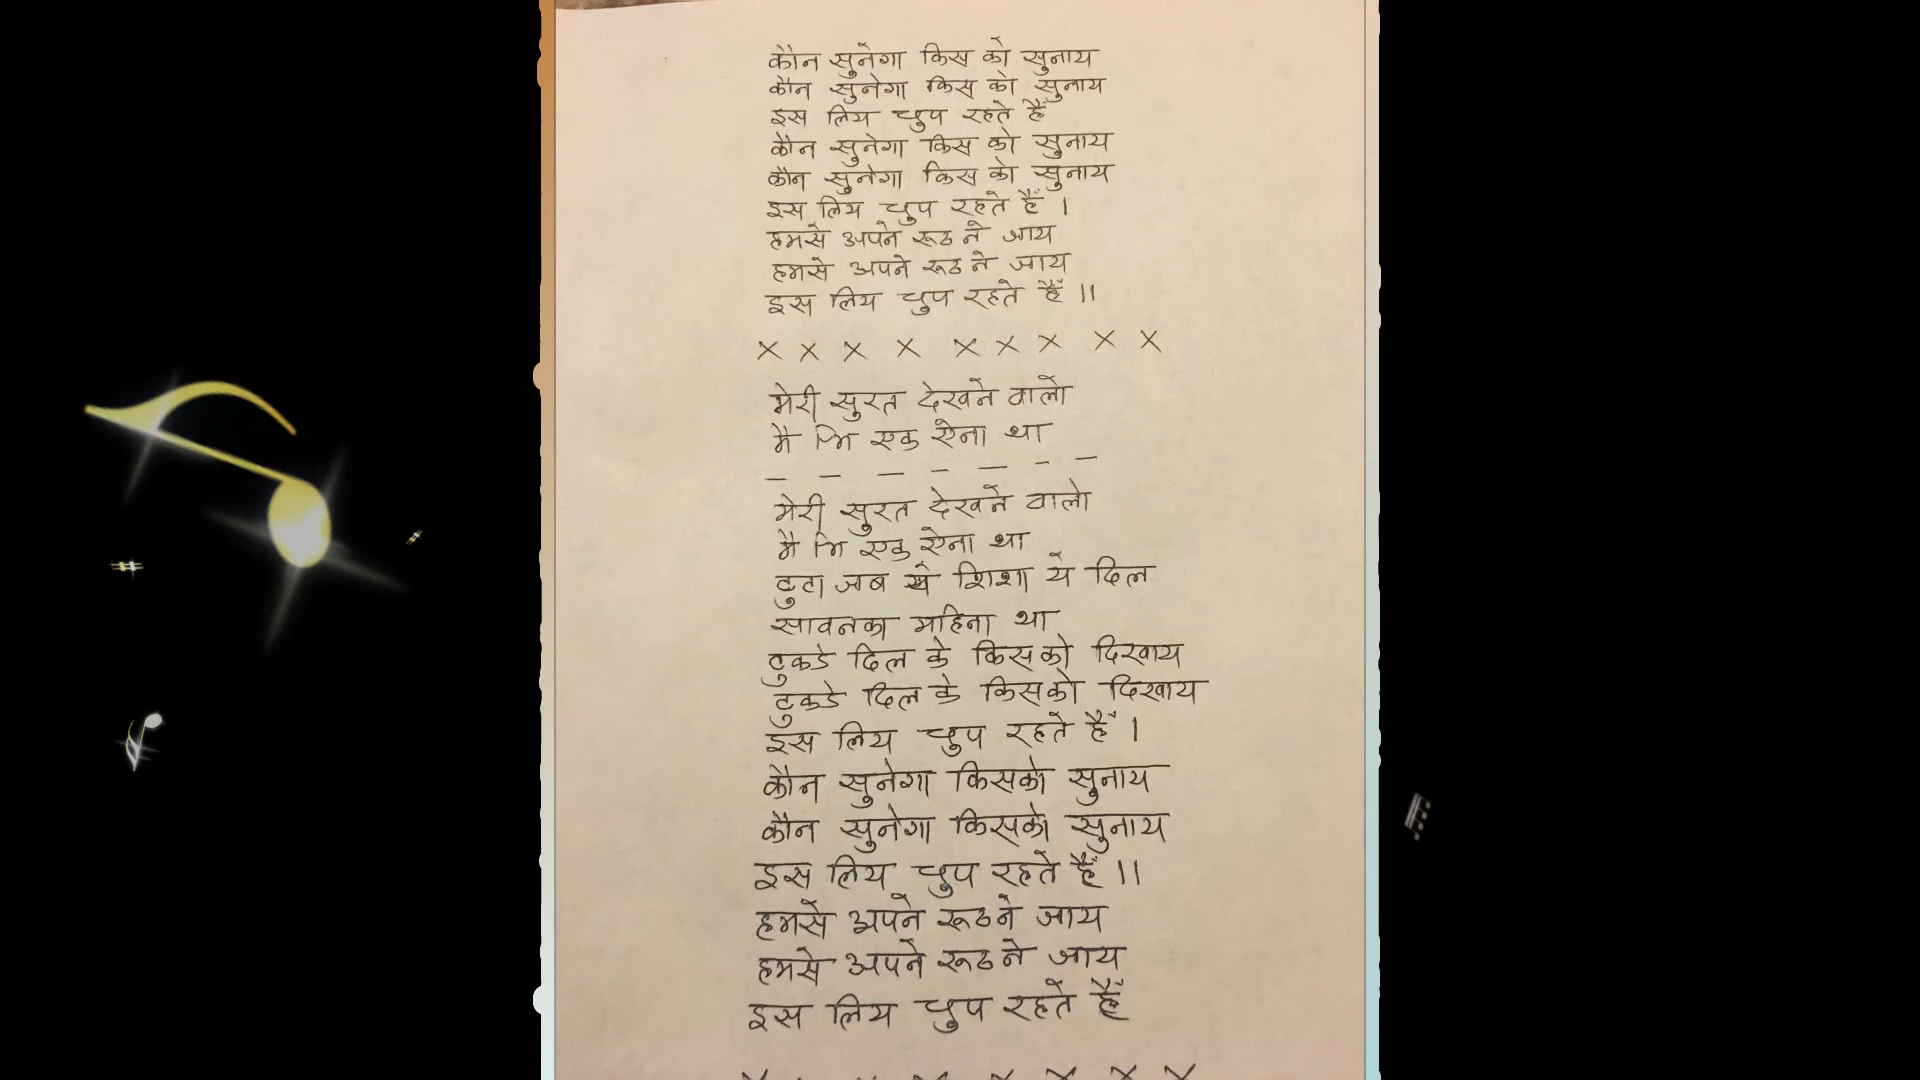 कौन सुनेगा किस को सुनाय
कौन सुनेगा किस को सुनाय
इस लिय चुप रहते हैं
कौन सुनेगा किस को सुनाय
कौन सुनेगा किस को सुनाय
इस लिय चुप रहते हैं ।
हमसे अपने रूठ ने जाय
हमसे अपने रूठ ने जाय
इस लिय चुप रहते हैं ॥
× × × × × × × × ×
मेरी सुरत देखने वालो
मै भि एक ऐना था
_ _ _ _ _ _ _
मेरी सुरत देखने वालो
मै भि एक ऐना था
टुटा जब ये शिशा ये दिल
सावनका महिना था
टुकडे दिल के किसको दिखाय
टुकडे दिल के किसको दिखाय
इस लिय चुप रहते हैं ।
कौन सुनेगा किसको सुनाय
कौन सुनेगा किसको सुनाय
इस लिय चुप रहते हैं ॥
हमसे अपने रूठने जाय
हमसे अपने रूठ ने जाय
इस लिय चुप रहते हैं